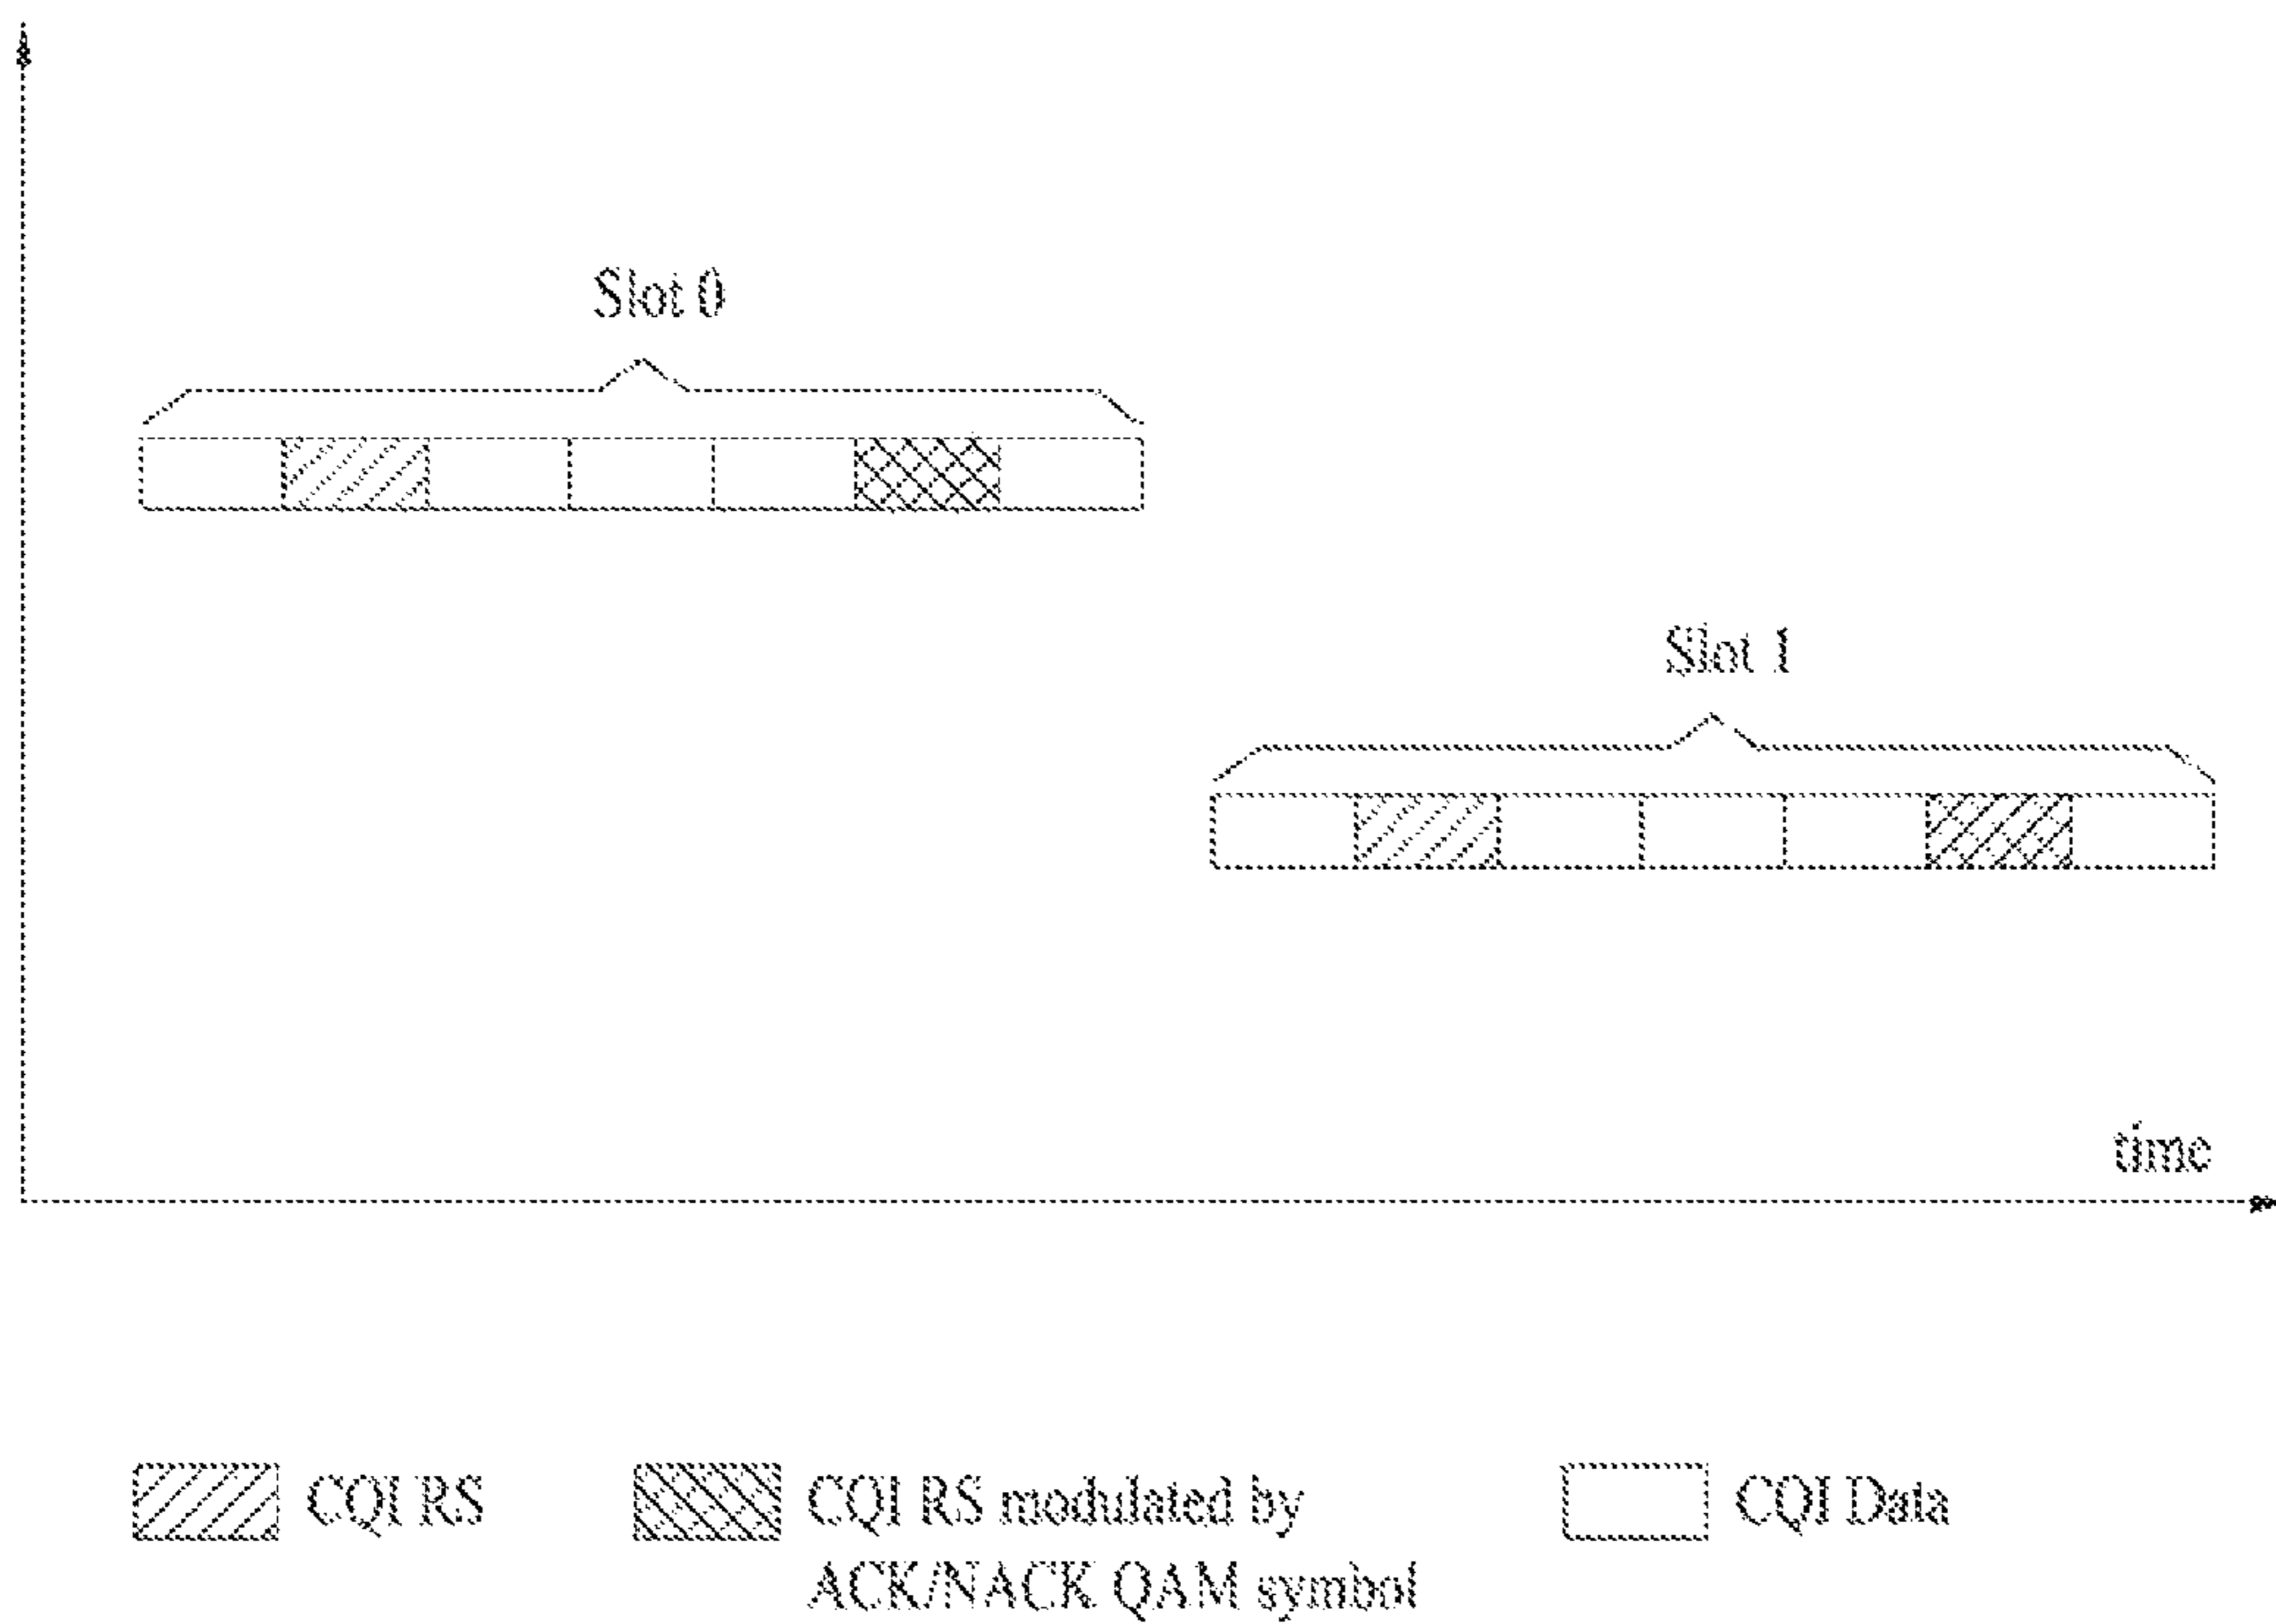 Slot 0
Slot 1
time
CQI RS
CQI RS modulated by
ACK/NACK QAM symbol
CQI Data